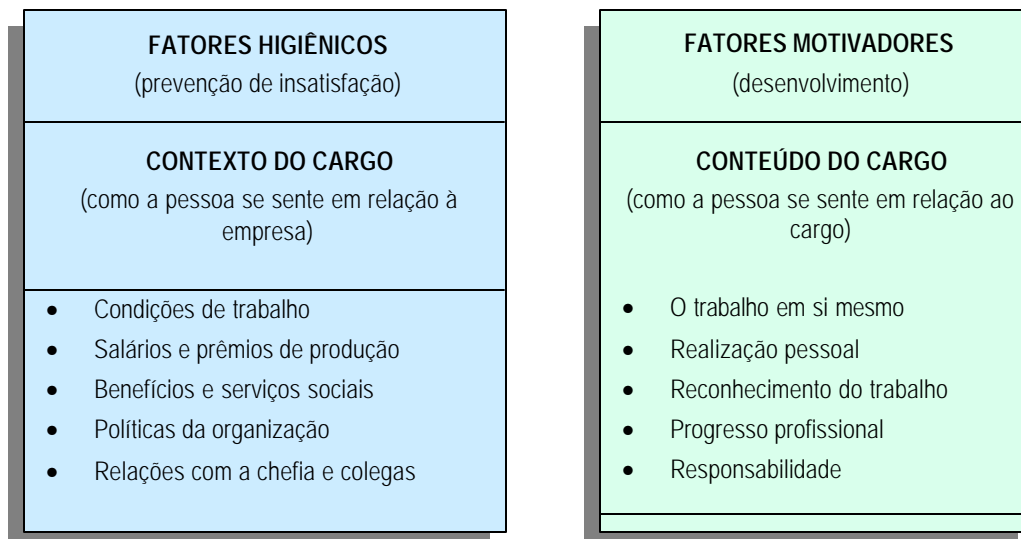 FATORES HIGIÊNICOS
(prevenção de insatisfação)
CONTEXTO DO CARGO
(como a pessoa se sente em relação à
empresa)
• Condições de trabalho
• Salários e prêmios de produção
• Benefícios e serviços sociais
• Políticas da organização
• Relações com a chefia e colegas
FATORES MOTIVADORES
(desenvolvimento)
CONTEÚDO DO CARGO
(como a pessoa se sente em relação ao
cargo)
• O trabalho em si mesmo
• Realização pessoal
• Reconhecimento do trabalho
• Progresso profissional
• Responsabilidade